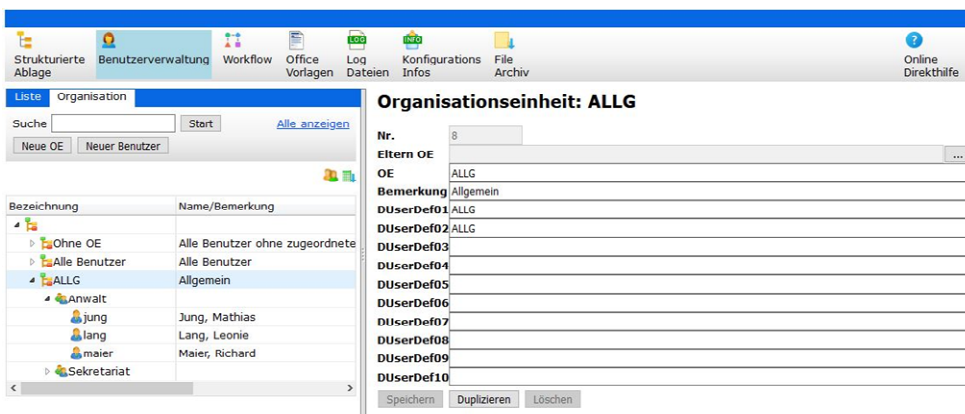 Strukturierte Ablage
Benutzerverwaltung
Workflow
Office Vorlagen
LOG
Log Dateien
INFO
Konfigurations Infos
File Archiv
?
Online Direkthilfe
Liste Organisation
Suche Start Alle anzeigen
Neue OE Neuer Benutzer
Bezeichnung Name/Bemerkung
Ohne OE Alle Benutzer ohne zugeordnete
Alle Benutzer Alle Benutzer
ALLG Allgemein
Anwalt
jung Jung, Mathias
lang Lang, Leonie
maier Maier, Richard
Sekretariat
Organisationseinheit: ALLG
Nr. 8
Eltern OE ...
OE ALLG
Bemerkung Allgemein
DUserDef01 ALLG
DUserDef02 ALLG
DUserDef03
DUserDef04
DUserDef05
DUserDef06
DUserDef07
DUserDef08
DUserDef09
DUserDef10
Speichern Duplizieren Löschen